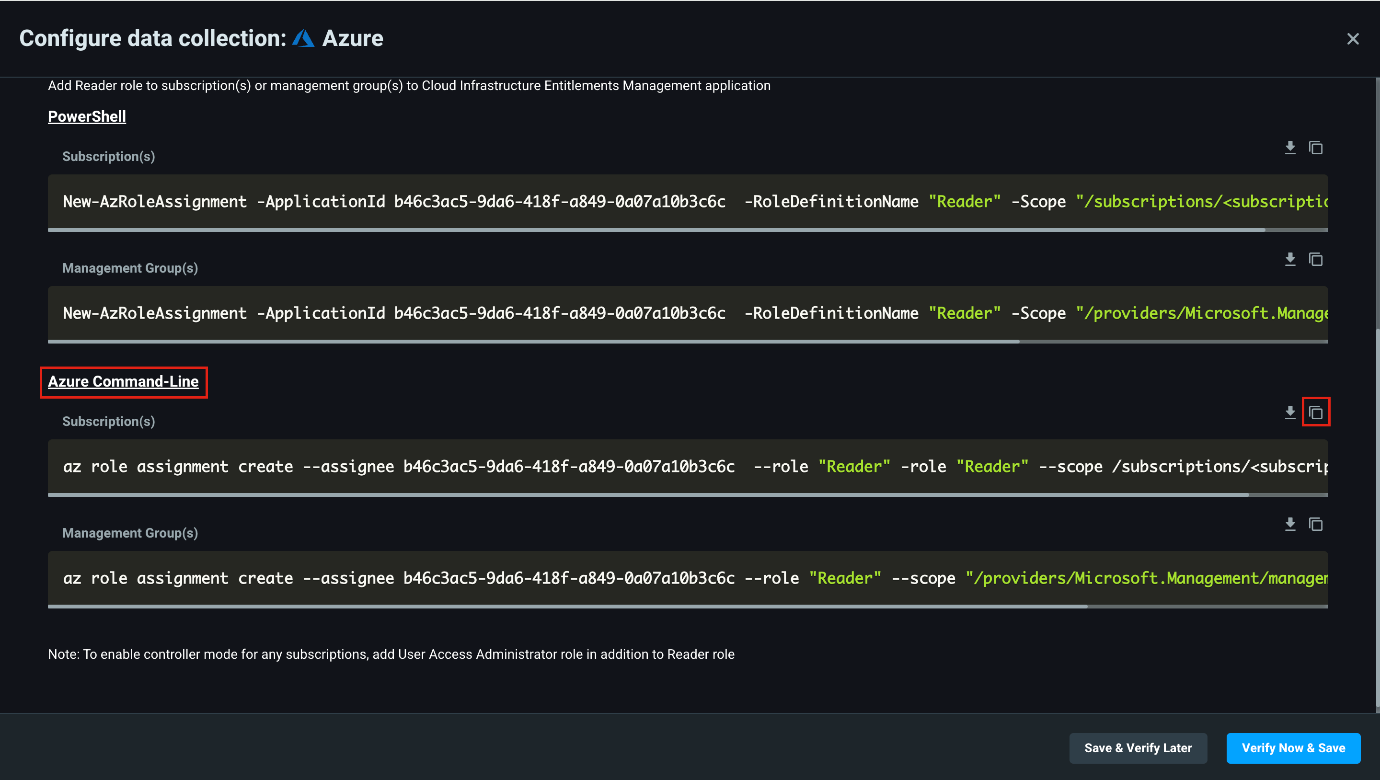 Configure data collection: Azure
Add Reader role to subscription(s) or management group(s) to Cloud Infrastructure Entitlements Management application
PowerShell
Subscription(s)
New-AzRoleAssignment -ApplicationId b46c3ac5-9da6-418f-a849-0a07a10b3c6c  -RoleDefinitionName "Reader" -Scope "/subscriptions/<subscriptio
Management Group(s)
New-AzRoleAssignment -ApplicationId b46c3ac5-9da6-418f-a849-0a07a10b3c6c  -RoleDefinitionName "Reader" -Scope "/providers/Microsoft.Manage
Azure Command-Line
Subscription(s)
az role assignment create --assignee b46c3ac5-9da6-418f-a849-0a07a10b3c6c  --role "Reader" -role "Reader" --scope /subscriptions/<subscrip
Management Group(s)
az role assignment create --assignee b46c3ac5-9da6-418f-a849-0a07a10b3c6c --role "Reader" --scope "/providers/Microsoft.Management/managem
Note: To enable controller mode for any subscriptions, add User Access Administrator role in addition to Reader role
Save & Verify Later
Verify Now & Save